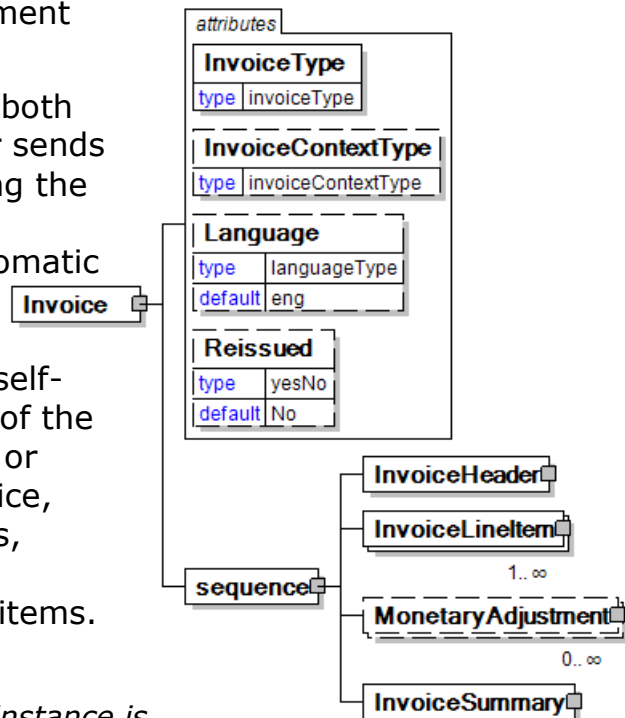 ment
both
sends
ng the
omatic
self-
of the
or
ice,
s,
items.
instance is
attributes
InvoiceType
type invoiceType
InvoiceContextType
type invoiceContextType
Language
type languageType
default eng
Reissued
type yesNo
default No
Invoice
sequence
InvoiceHeader
InvoiceLineItem
1.. ∞
MonetaryAdjustment
0.. ∞
InvoiceSummary